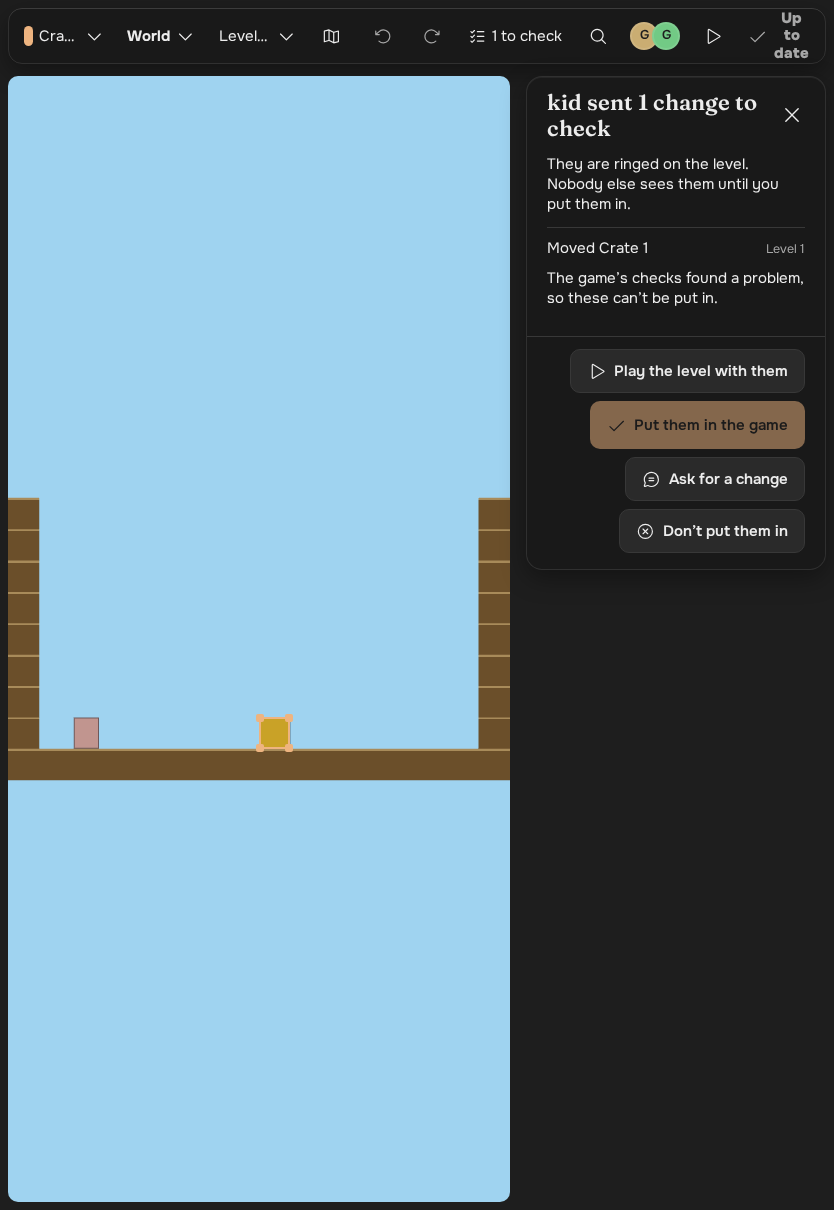 Cra...
World
Level...
1 to check
G
G
Up to date
kid sent 1 change to
check
They are ringed on the level.
Nobody else sees them until you
put them in.
Moved Crate 1
Level 1
The game’s checks found a problem,
so these can’t be put in.
Play the level with them
Put them in the game
Ask for a change
Don’t put them in